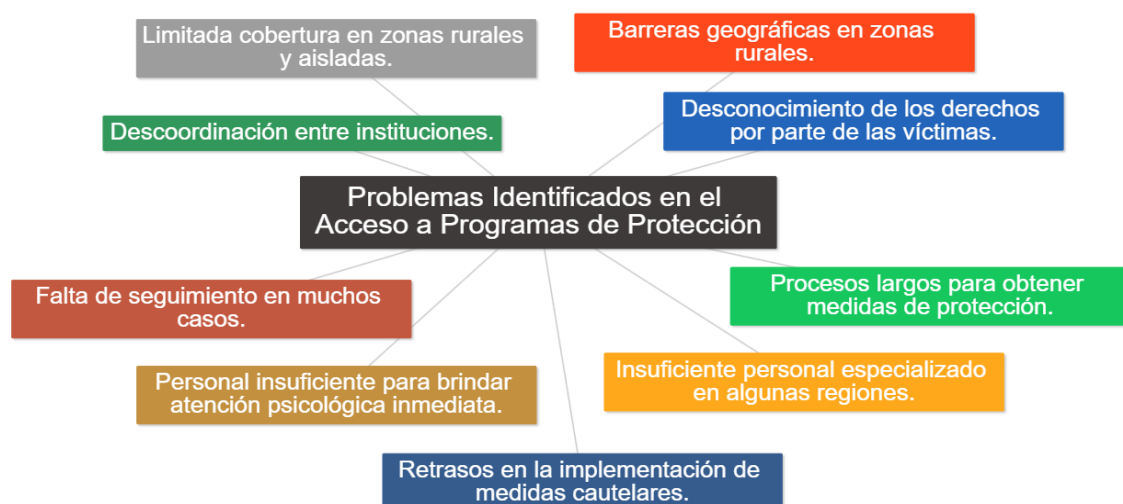 Limitada cobertura en zonas rurales
y aisladas.
Barreras geográficas en zonas
rurales.
Descoordinación entre instituciones.
Desconocimiento de los derechos
por parte de las víctimas.
Problemas Identificados en el
Acceso a Programas de Protección
Falta de seguimiento en muchos
casos.
Procesos largos para obtener
medidas de protección.
Personal insuficiente para brindar
atención psicológica inmediata.
Insuficiente personal especializado
en algunas regiones.
Retrasos en la implementación de
medidas cautelares.